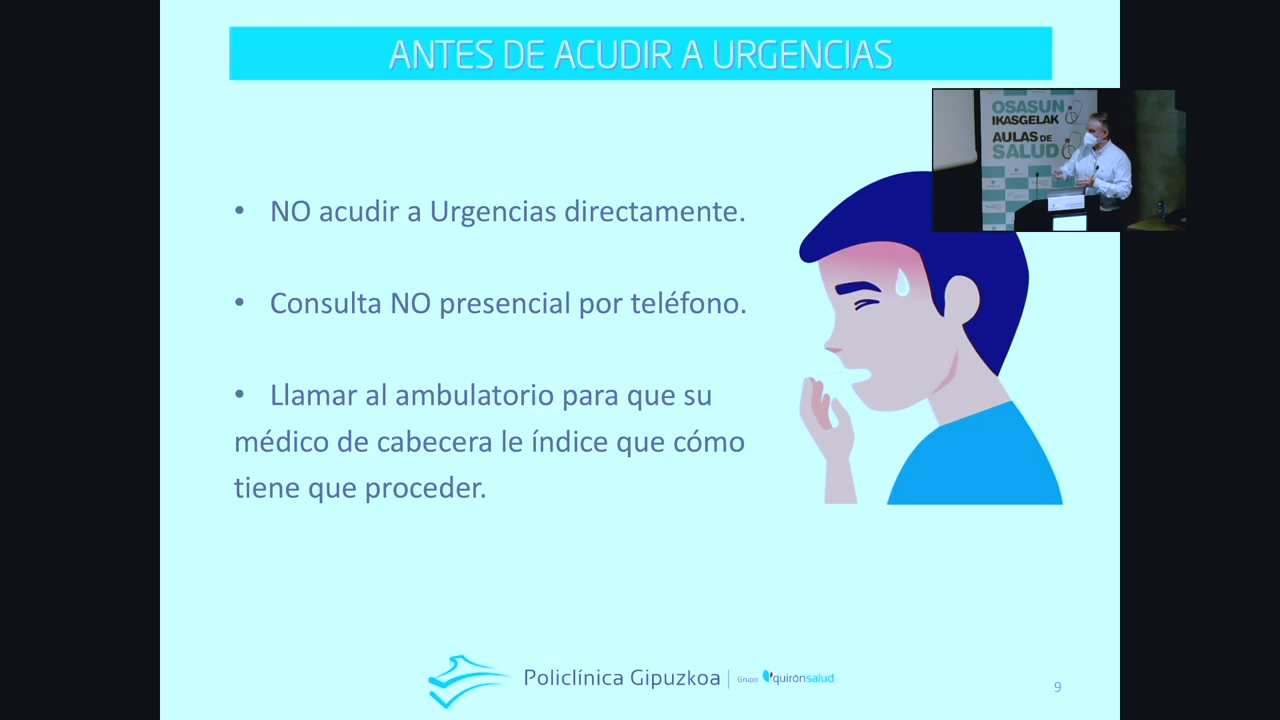 ANTES DE ACUDIR A URGENCIAS
OSASUN
IKASGELAK
AULAS DE
SALUD
• NO acudir a Urgencias directamente.
• Consulta NO presencial por teléfono.
• Llamar al ambulatorio para que su
médico de cabecera le índice que cómo
tiene que proceder.
Policlínica Gipuzkoa | Grupo quirónsalud
9